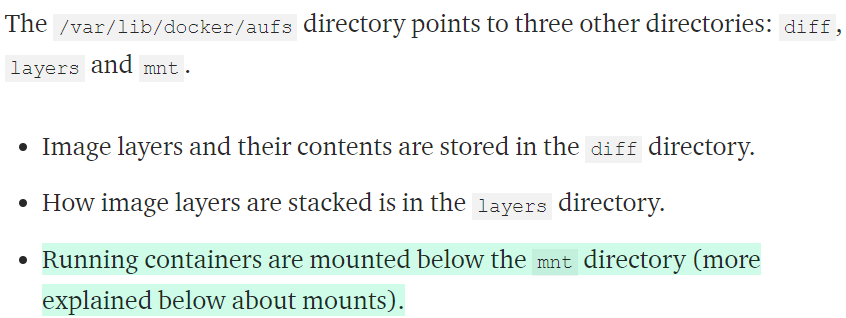 The /var/lib/docker/aufs directory points to three other directories: diff,
layers and mnt.
• Image layers and their contents are stored in the diff directory.
• How image layers are stacked is in the layers directory.
• Running containers are mounted below the mnt directory (more
explained below about mounts).